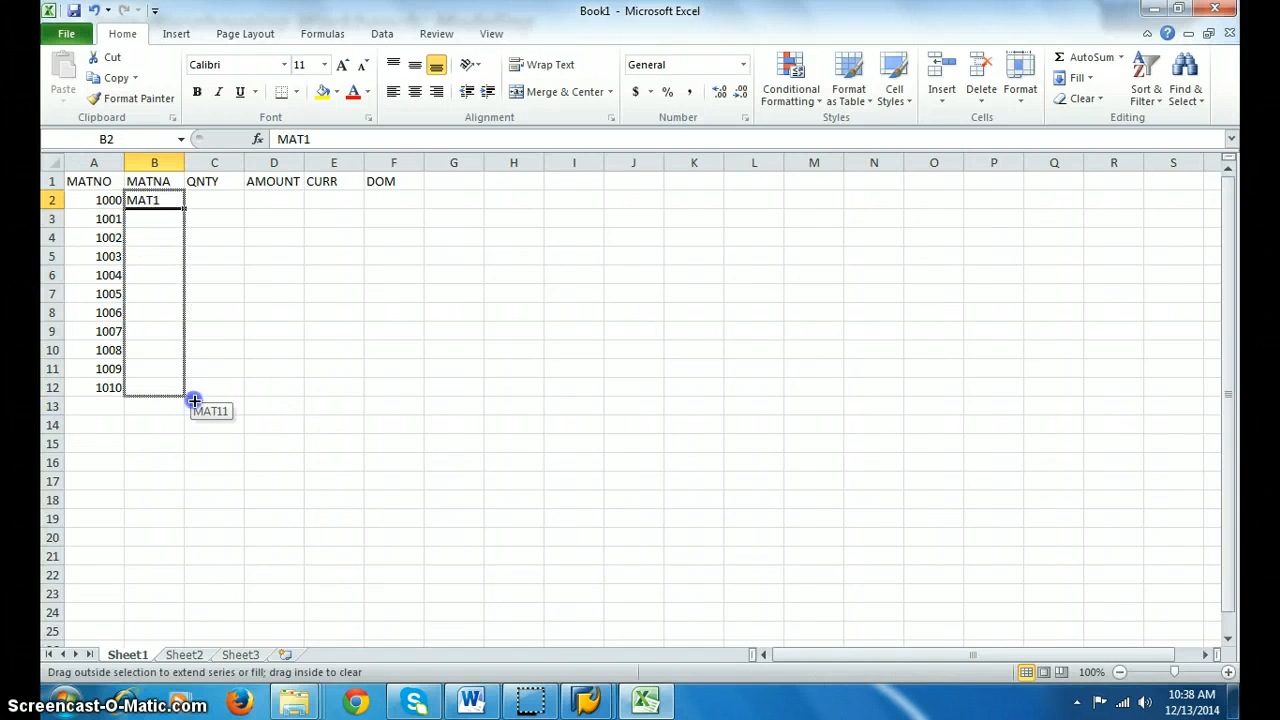 Book1 - Microsoft Excel
File Home Insert Page Layout Formulas Data Review View
Cut
Copy
Format Painter
Paste
Clipboard
Calibri 11 A A
B I U A
Font
Wrap Text
Merge & Center
Alignment
General
$ % , .0 .00 .00 .0
Number
Conditional Formatting
Format as Table
Cell Styles
Styles
Insert Delete Format
Cells
Σ AutoSum
Fill
Clear
Sort & Filter
Find & Select
Editing
B2 fx MAT1
A B C D E F G H I J K L M N O P Q R S
1 MATNO MATNA QNTY AMOUNT CURR DOM
2 1000 MAT1
3 1001
4 1002
5 1003
6 1004
7 1005
8 1006
9 1007
10 1008
11 1009
12 1010
MAT11
13
14
15
16
17
18
19
20
21
22
23
24
25
Sheet1 Sheet2 Sheet3
Drag outside selection to extend series or fill; drag inside to clear
100%
10:38 AM
12/13/2014
Screencast-O-Matic.com